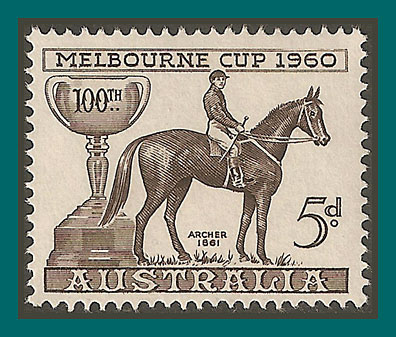 MELBOURNE CUP 1960
100TH
ARCHER
1861
5d.
AUSTRALIA